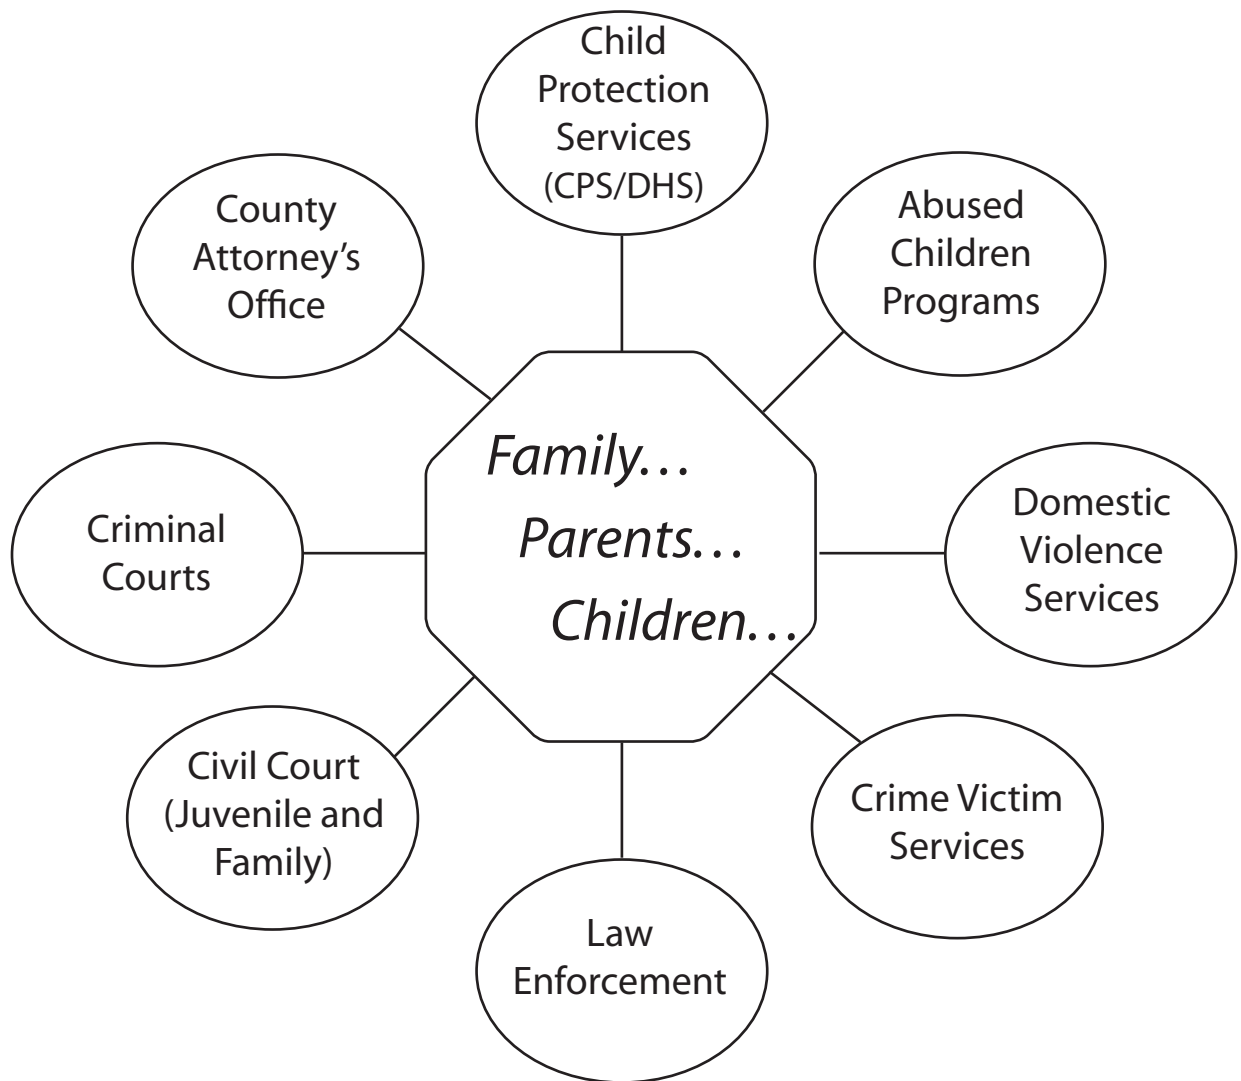 Child
Protection
Services
(CPS/DHS)
Abused
Children
Programs
Domestic
Violence
Services
Crime Victim
Services
Law
Enforcement
Civil Court
(Juvenile and
Family)
Criminal
Courts
County
Attorney’s
Office
Family…
Parents…
Children…